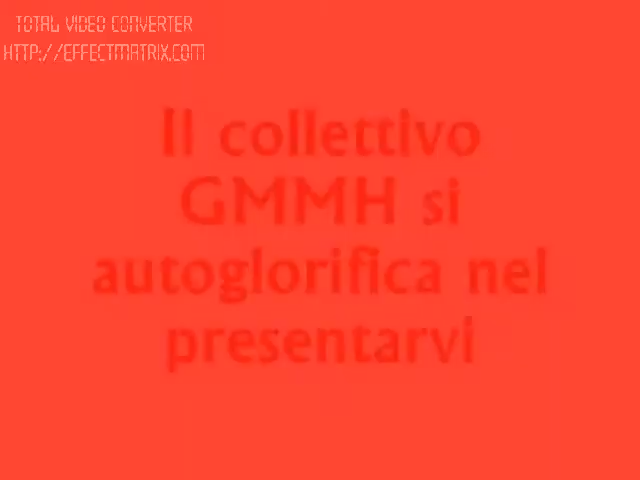 TOTAL VIDEO CONVERTER
HTTP://EFFECTMATRIX.COM
Il collettivo
GMMH si
autoglorifica nel
presentarvi